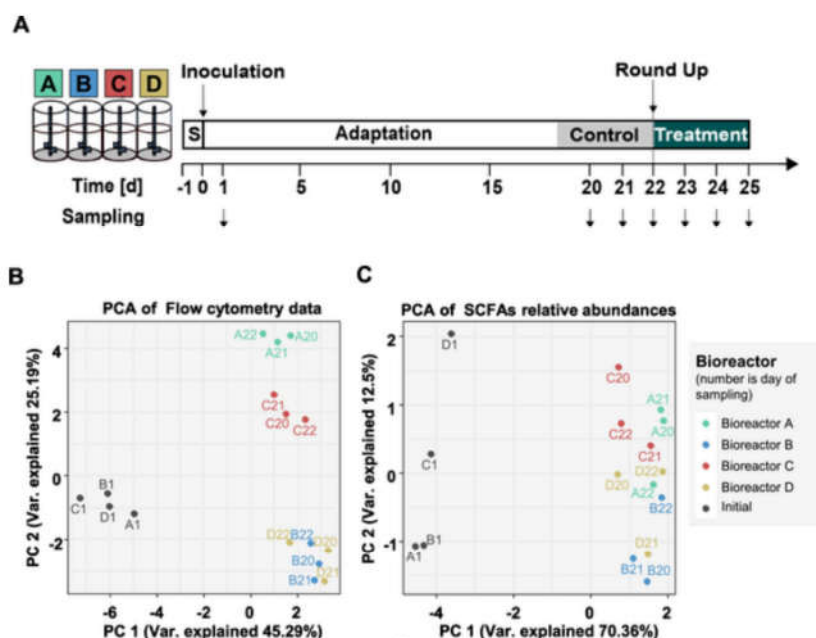 A
A B C D
Inoculation
Round Up
S Adaptation Control Treatment
Time [d] -1 0 1 5 10 15 20 21 22 23 24 25
Sampling
B
PCA of Flow cytometry data
PC 2 (Var. explained 25.19%)
4
2
0
-2
A22 A20
A21
C21
C20
C22
B1
C1
D1
A1
D22 B22 D20
B20
B21 D21
-6 -4 -2 0 2
PC 1 (Var. explained 45.29%)
C
PCA of SCFAs relative abundances
PC 2 (Var. explained 12.5%)
2
1
0
-1
D1
C20
A21
C22
A20
C1
C21
D20
D22
A22
B22
A1 B1
D21
B21 B20
-4 -2 0 2
PC 1 (Var. explained 70.36%)
Bioreactor
(number is day of
sampling)
Bioreactor A
Bioreactor B
Bioreactor C
Bioreactor D
Initial